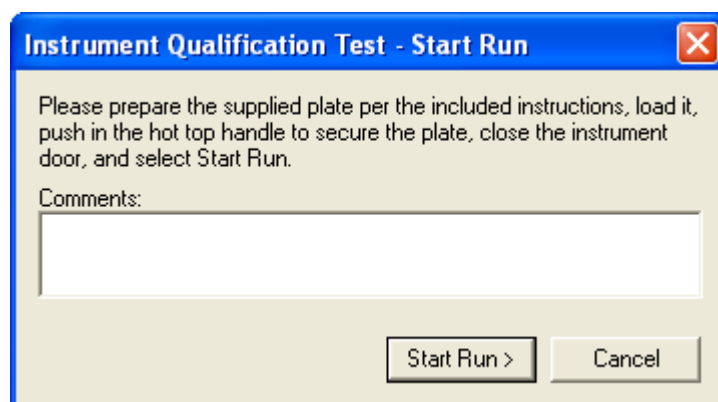 Instrument Qualification Test - Start Run
Please prepare the supplied plate per the included instructions, load it,
push in the hot top handle to secure the plate, close the instrument
door, and select Start Run.
Comments:
Start Run >
Cancel